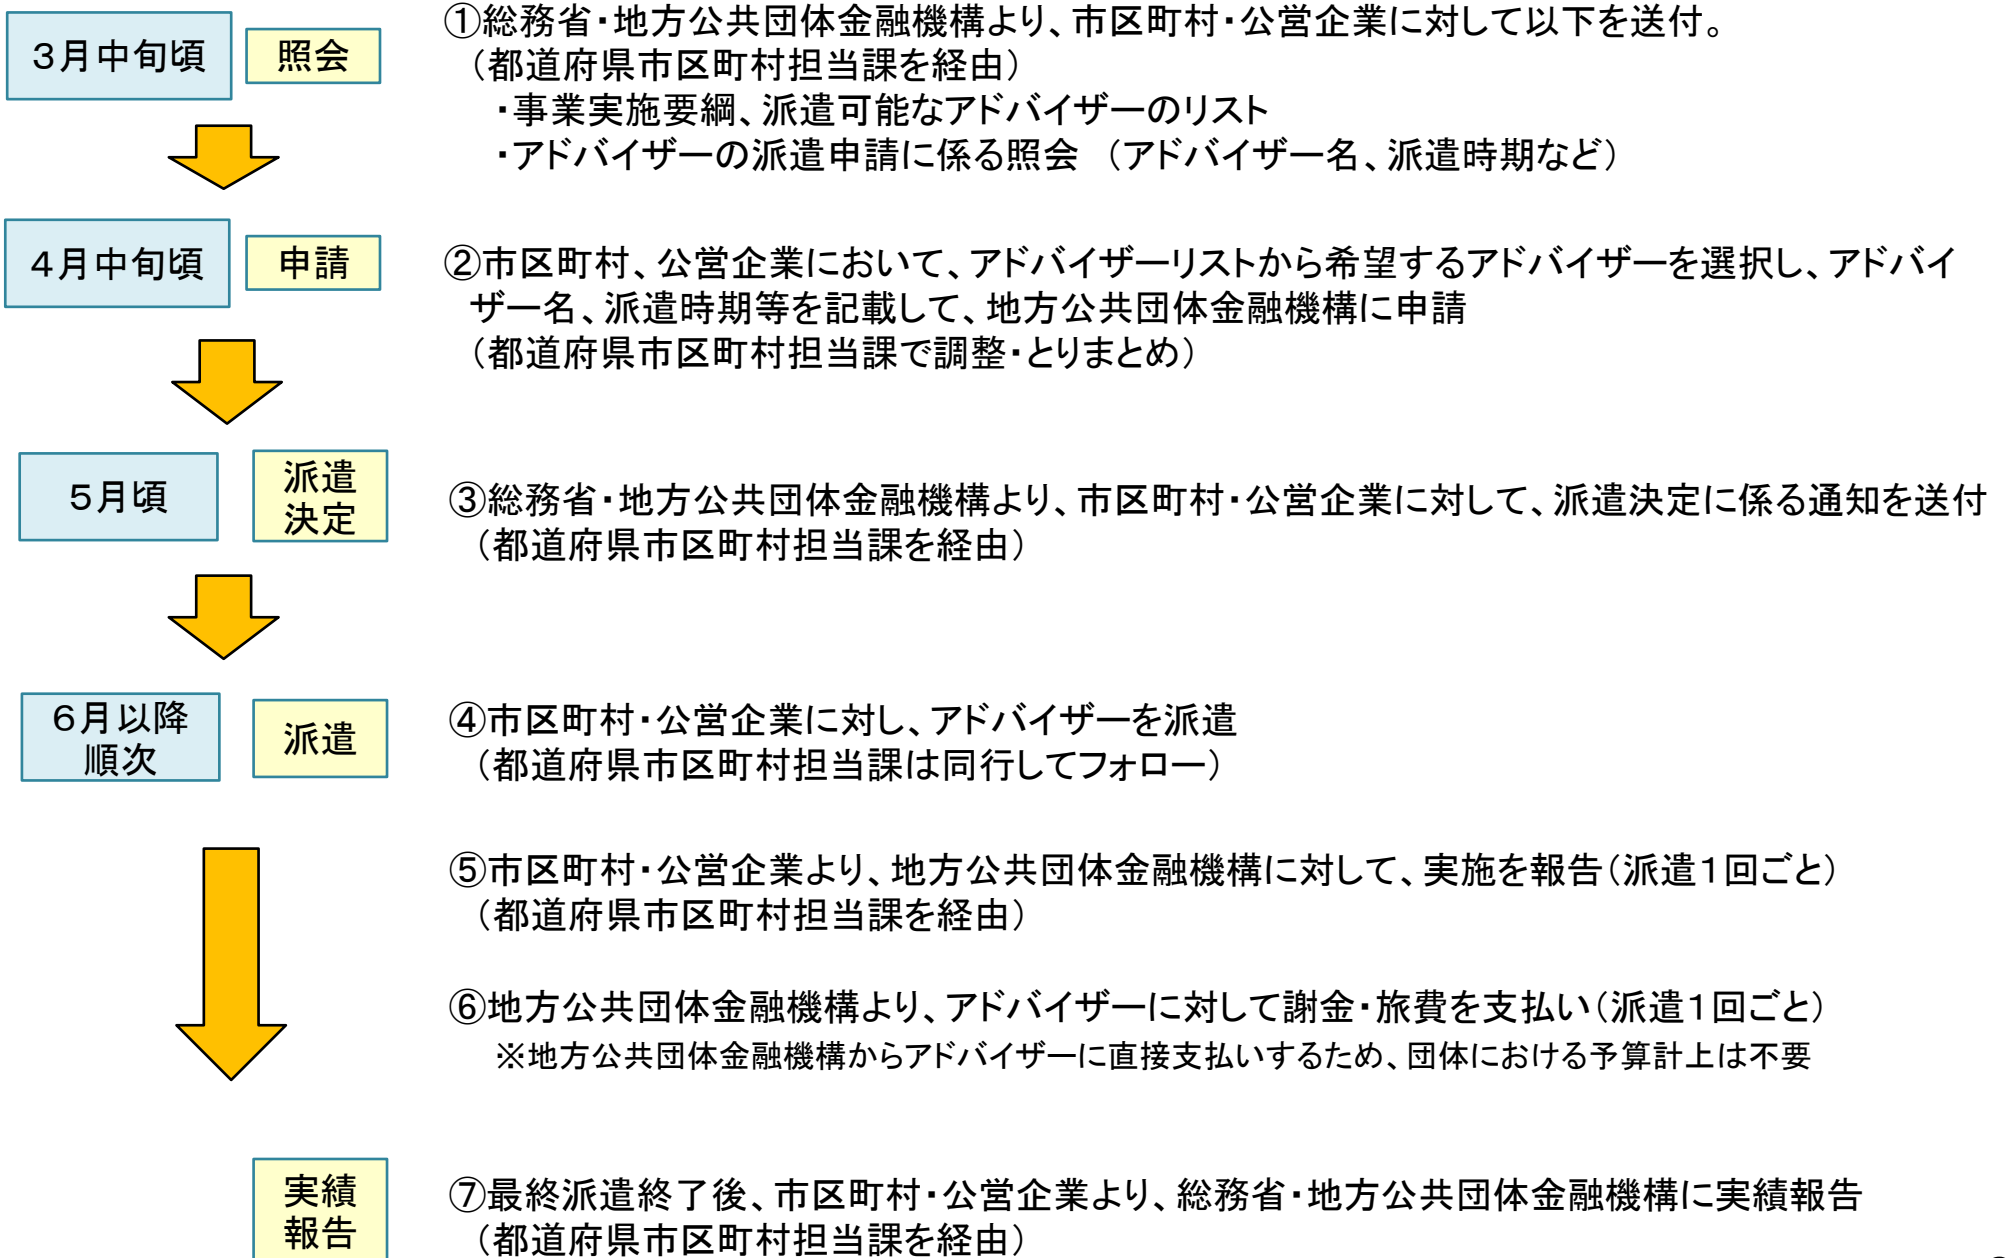 3月中旬頃
照会
①総務省・地方公共団体金融機構より、市区町村・公営企業に対して以下を送付。
(都道府県市区町村担当課を経由)
・事業実施要綱、派遣可能なアドバイザーのリスト
・アドバイザーの派遣申請に係る照会 (アドバイザー名、派遣時期など)
4月中旬頃
申請
②市区町村、公営企業において、アドバイザーリストから希望するアドバイザーを選択し、アドバイ
ザー名、派遣時期等を記載して、地方公共団体金融機構に申請
(都道府県市区町村担当課で調整・とりまとめ)
5月頃
派遣
決定
③総務省・地方公共団体金融機構より、市区町村・公営企業に対して、派遣決定に係る通知を送付
(都道府県市区町村担当課を経由)
6月以降
順次
派遣
④市区町村・公営企業に対し、アドバイザーを派遣
(都道府県市区町村担当課は同行してフォロー)
⑤市区町村・公営企業より、地方公共団体金融機構に対して、実施を報告(派遣1回ごと)
(都道府県市区町村担当課を経由)
⑥地方公共団体金融機構より、アドバイザーに対して謝金・旅費を支払い(派遣1回ごと)
※地方公共団体金融機構からアドバイザーに直接支払いするため、団体における予算計上は不要
実績
報告
⑦最終派遣終了後、市区町村・公営企業より、総務省・地方公共団体金融機構に実績報告
(都道府県市区町村担当課を経由)